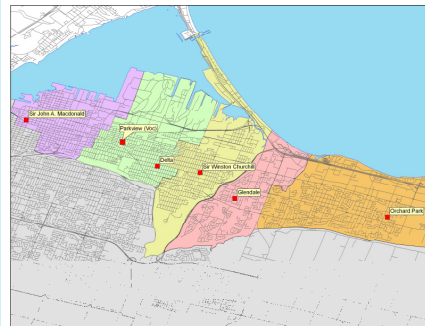 Sir John A. Macdonald
Parkview (Voc)
Delta
Sir Winston Churchill
Glendale
Orchard Park